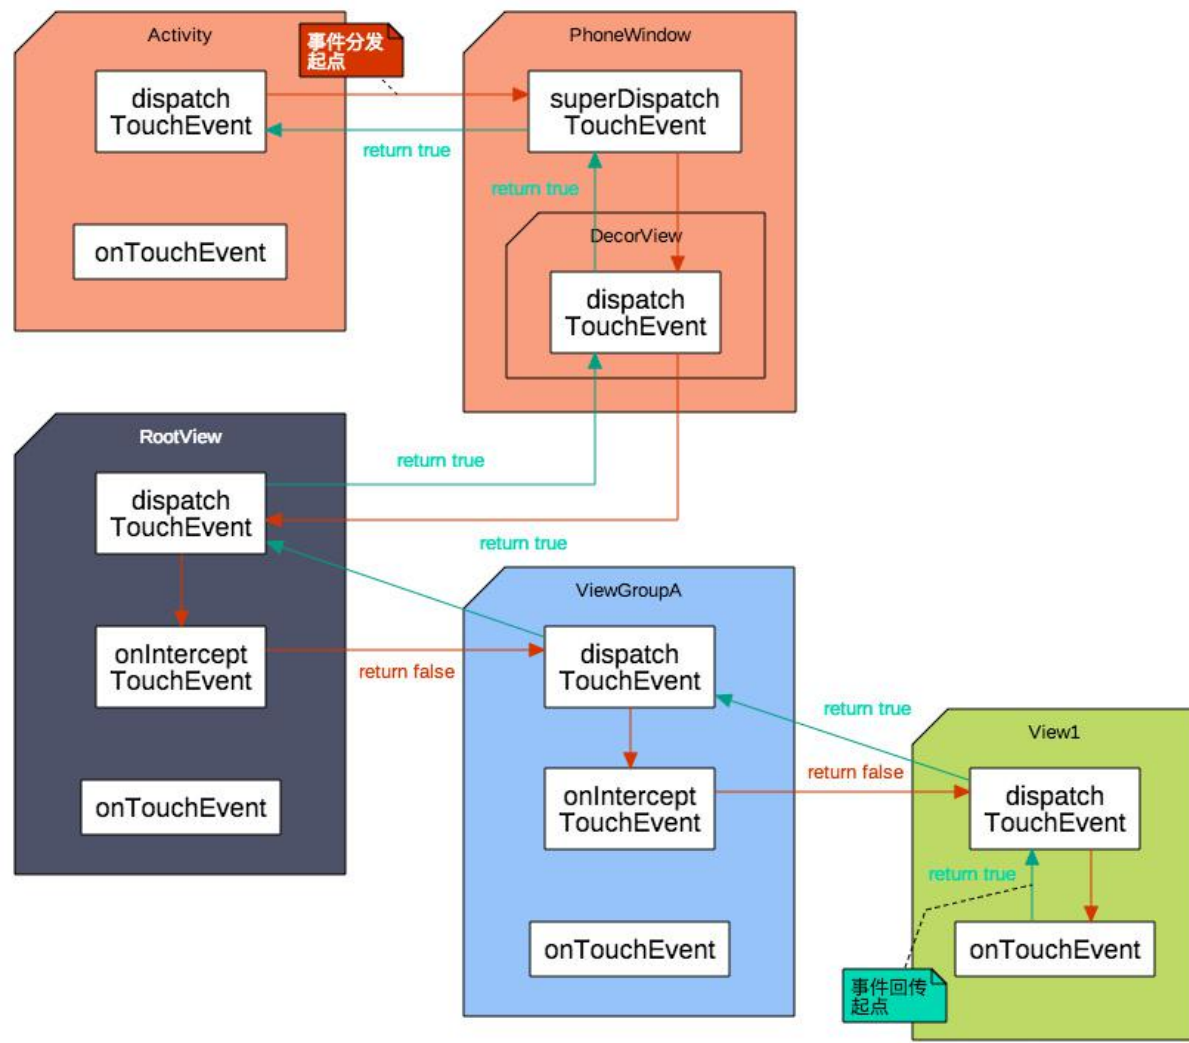 Activity
事件分发
起点
PhoneWindow
dispatch
TouchEvent
superDispatch
TouchEvent
return true
return true
onTouchEvent
DecorView
dispatch
TouchEvent
RootView
return true
dispatch
TouchEvent
return true
ViewGroupA
onIntercept
TouchEvent
return false
dispatch
TouchEvent
return true
View1
return false
onTouchEvent
onIntercept
TouchEvent
dispatch
TouchEvent
return true
onTouchEvent
onTouchEvent
事件回传
起点